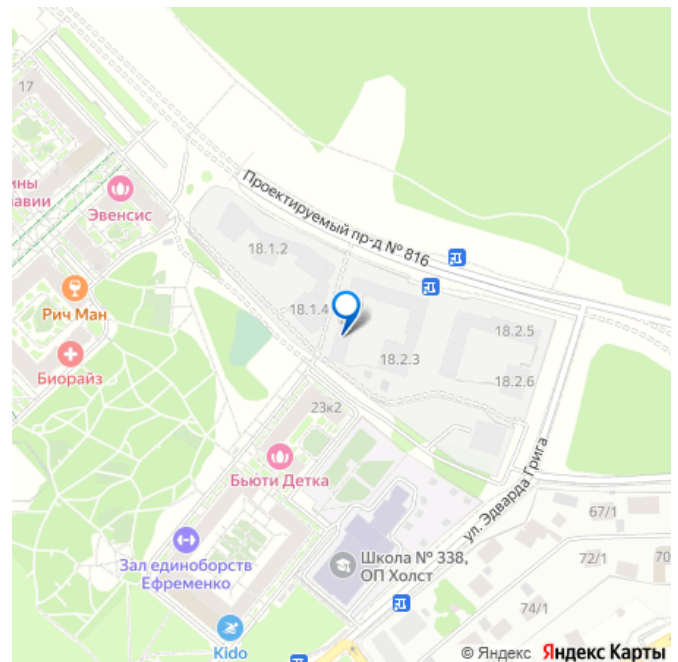 17
ины
авии
Эвенсис
Проектируемый пр-д № 816
18.1.2
18.1.4
Рич Ман
Биорайз
18.2.5
18.2.3
18.2.6
23к2
Бьюти Детка
ул. Эдварда Грига
67/1
Зал единоборств
Ефременко
Школа № 338,
ОП Холст
72/1
70
74/1
Kido
© Яндекс Яндекс Карты